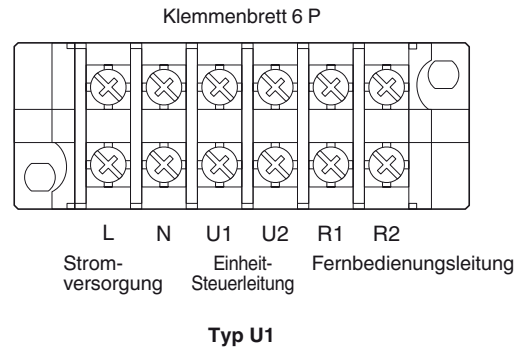 Klemmenbrett 6 P
L N U1 U2 R1 R2
Strom-
versorgung
Einheit-
Steuerleitung
Fernbedienungsleitung
Typ U1